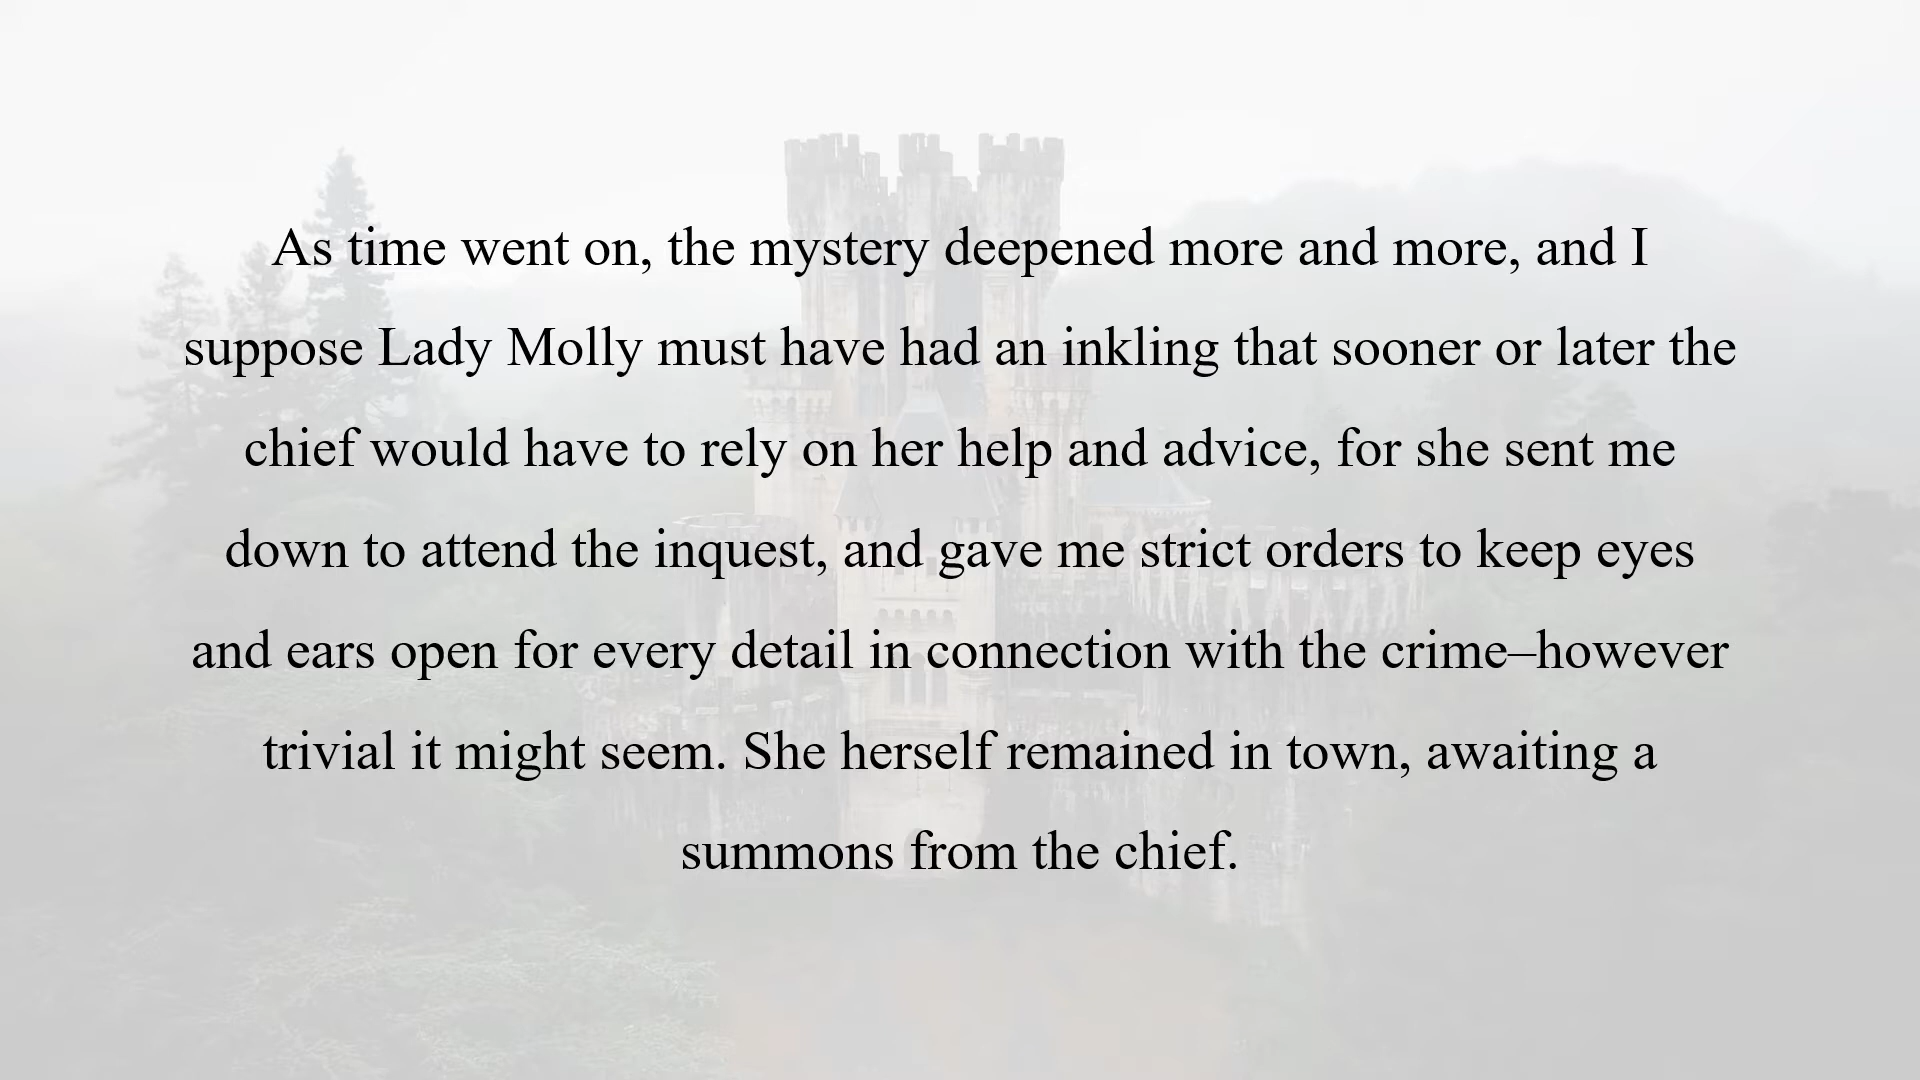 As time went on, the mystery deepened more and more, and I
suppose Lady Molly must have had an inkling that sooner or later the
chief would have to rely on her help and advice, for she sent me
down to attend the inquest, and gave me strict orders to keep eyes
and ears open for every detail in connection with the crime–however
trivial it might seem. She herself remained in town, awaiting a
summons from the chief.